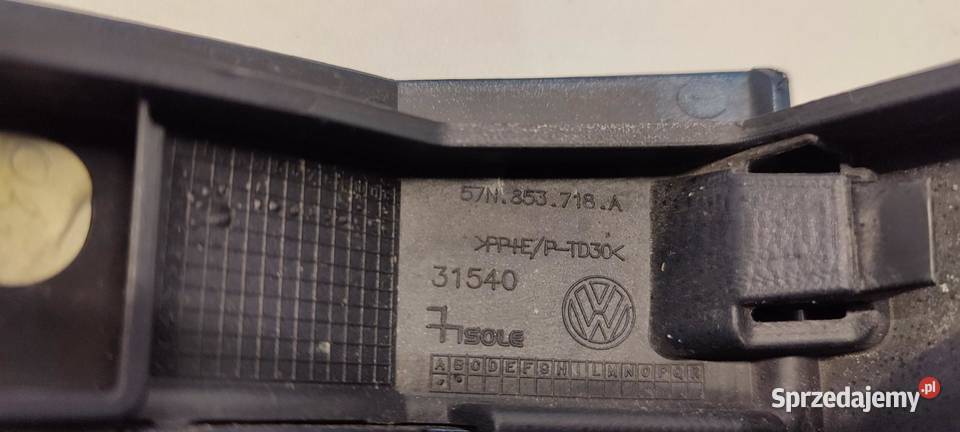 57N.853.718.A
>PP+E/P-TD30<
31540
SOLE
ABCDEFGHILMNOPQR
Sprzedajemy.pl